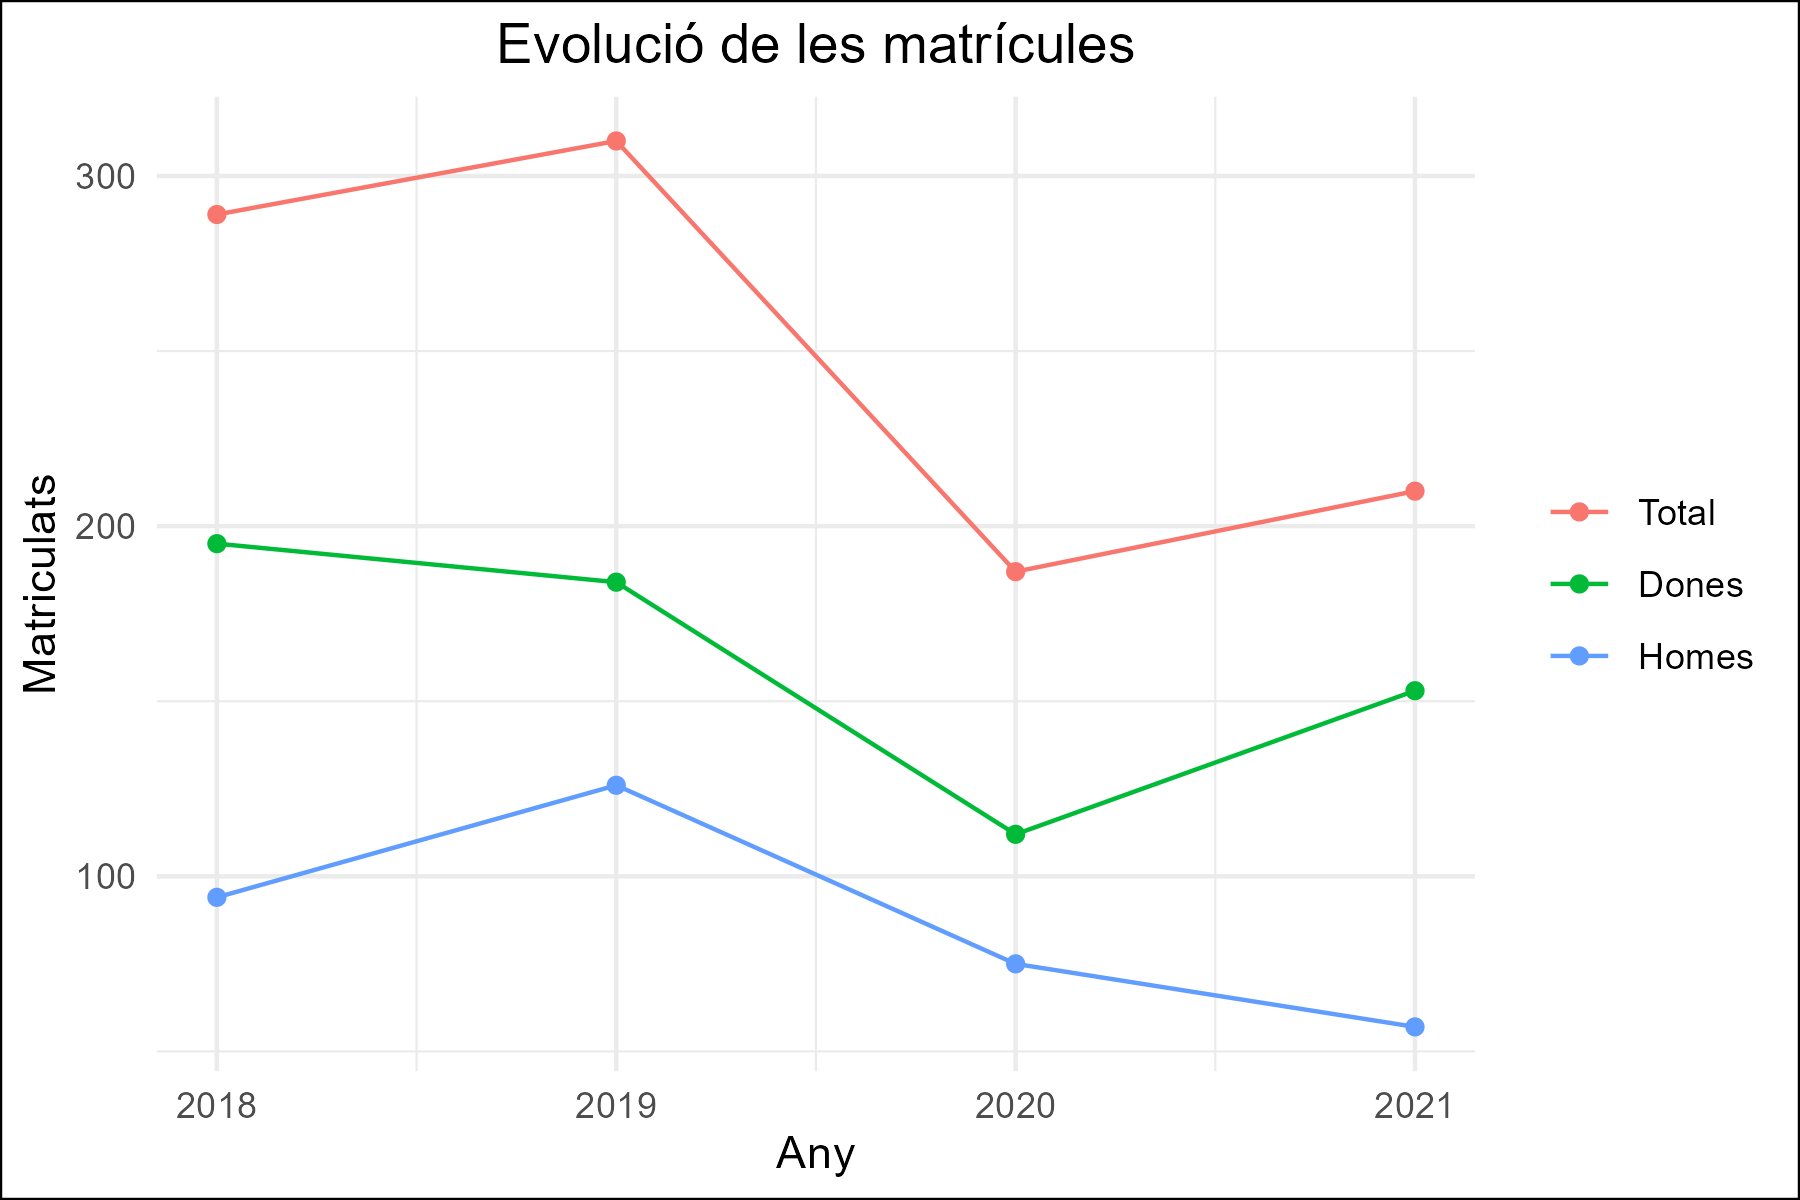 Evolució de les matrícules
300
200
100
Matriculats
2018
2019
2020
2021
Any
Total
Dones
Homes